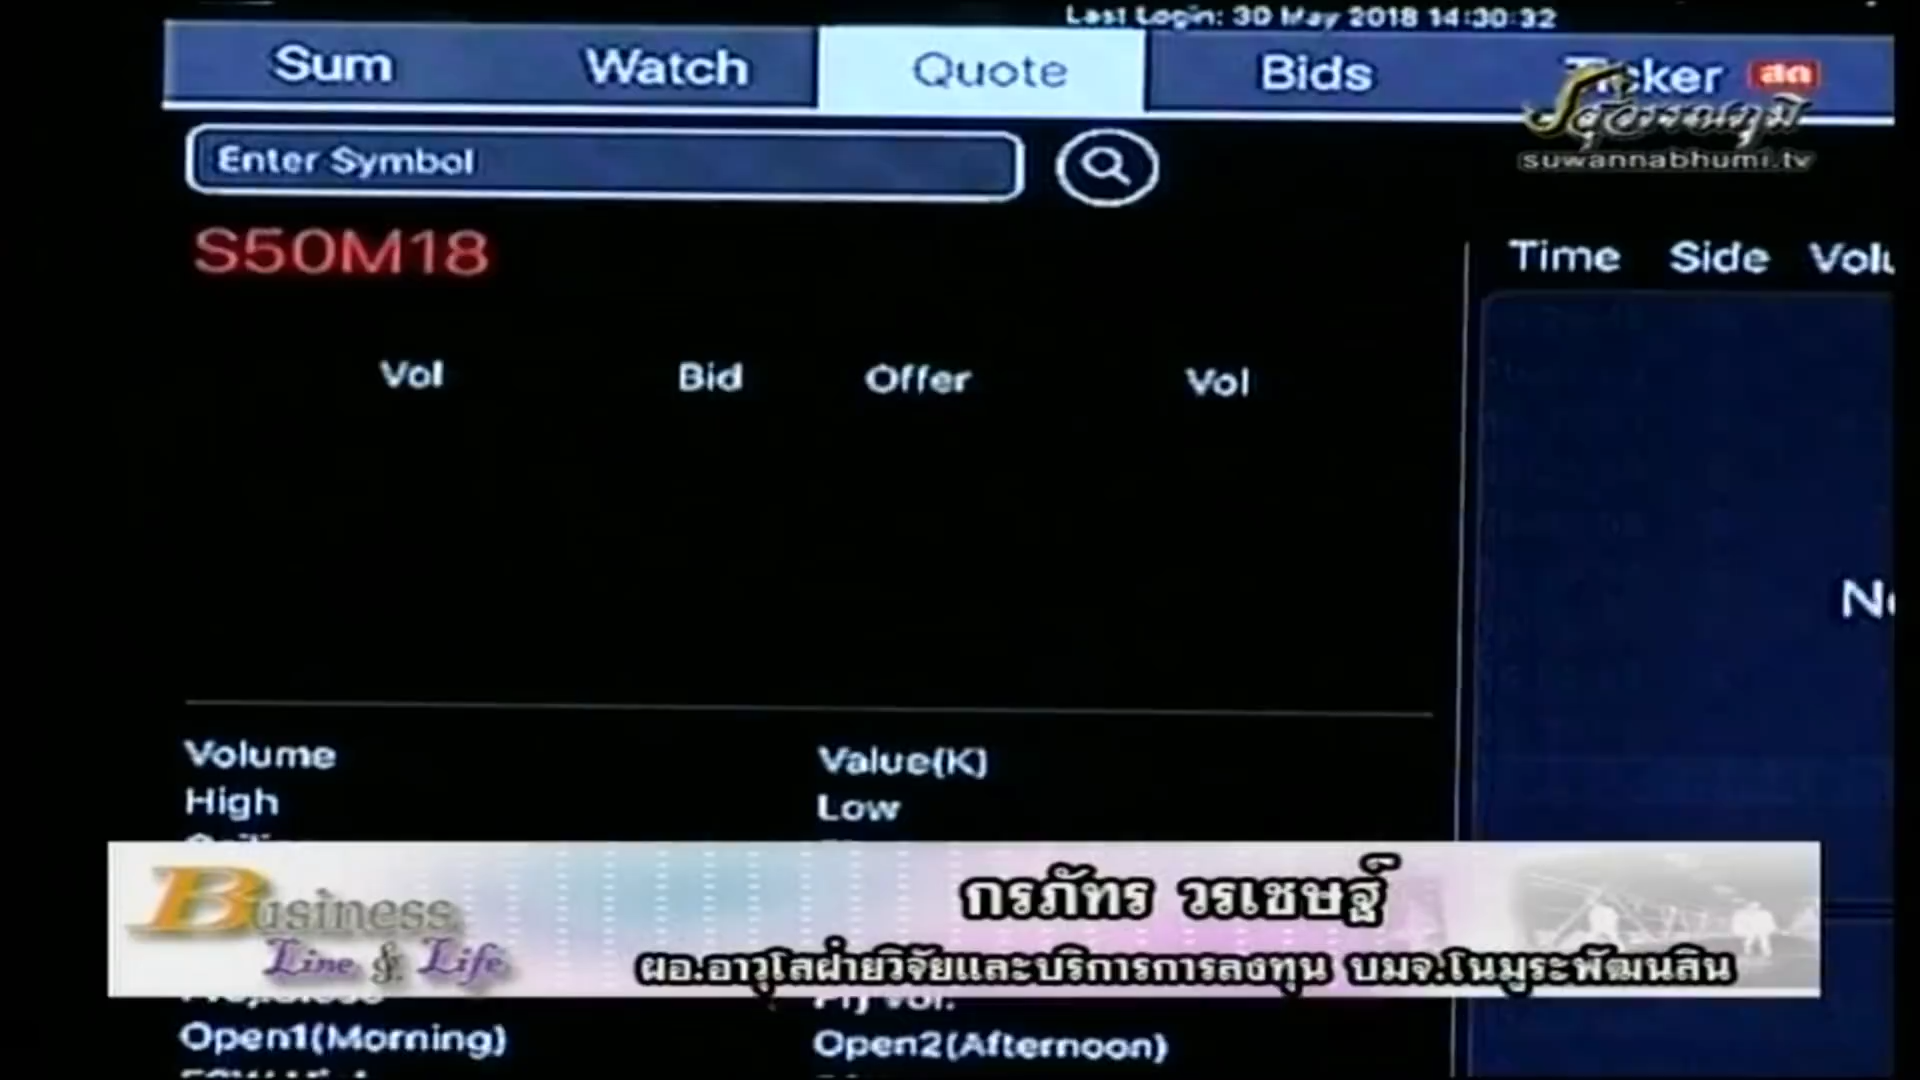 Last Login: 30 May 2018 14:30:32
Sum Watch Quote Bids Ticker สด
สุวรรณภูมิ
suwannabhumi.tv
Enter Symbol
S50M18
Time Side
Vol Bid Offer Vol
Volume Value(K)
High Low
Business
Line & Life
กรภัทร วรเชษฐ์
ผอ.อาวุโสฝ่ายวิจัยและบริการการลงทุน บมจ.โนมูระพัฒนสิน
Open1(Morning) Open2(Afternoon)